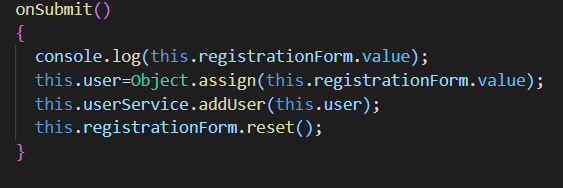 onSubmit()
{
console.log(this.registrationForm.value);
this.user=Object.assign(this.registrationForm.value);
this.userService.addUser(this.user);
this.registrationForm.reset();
}